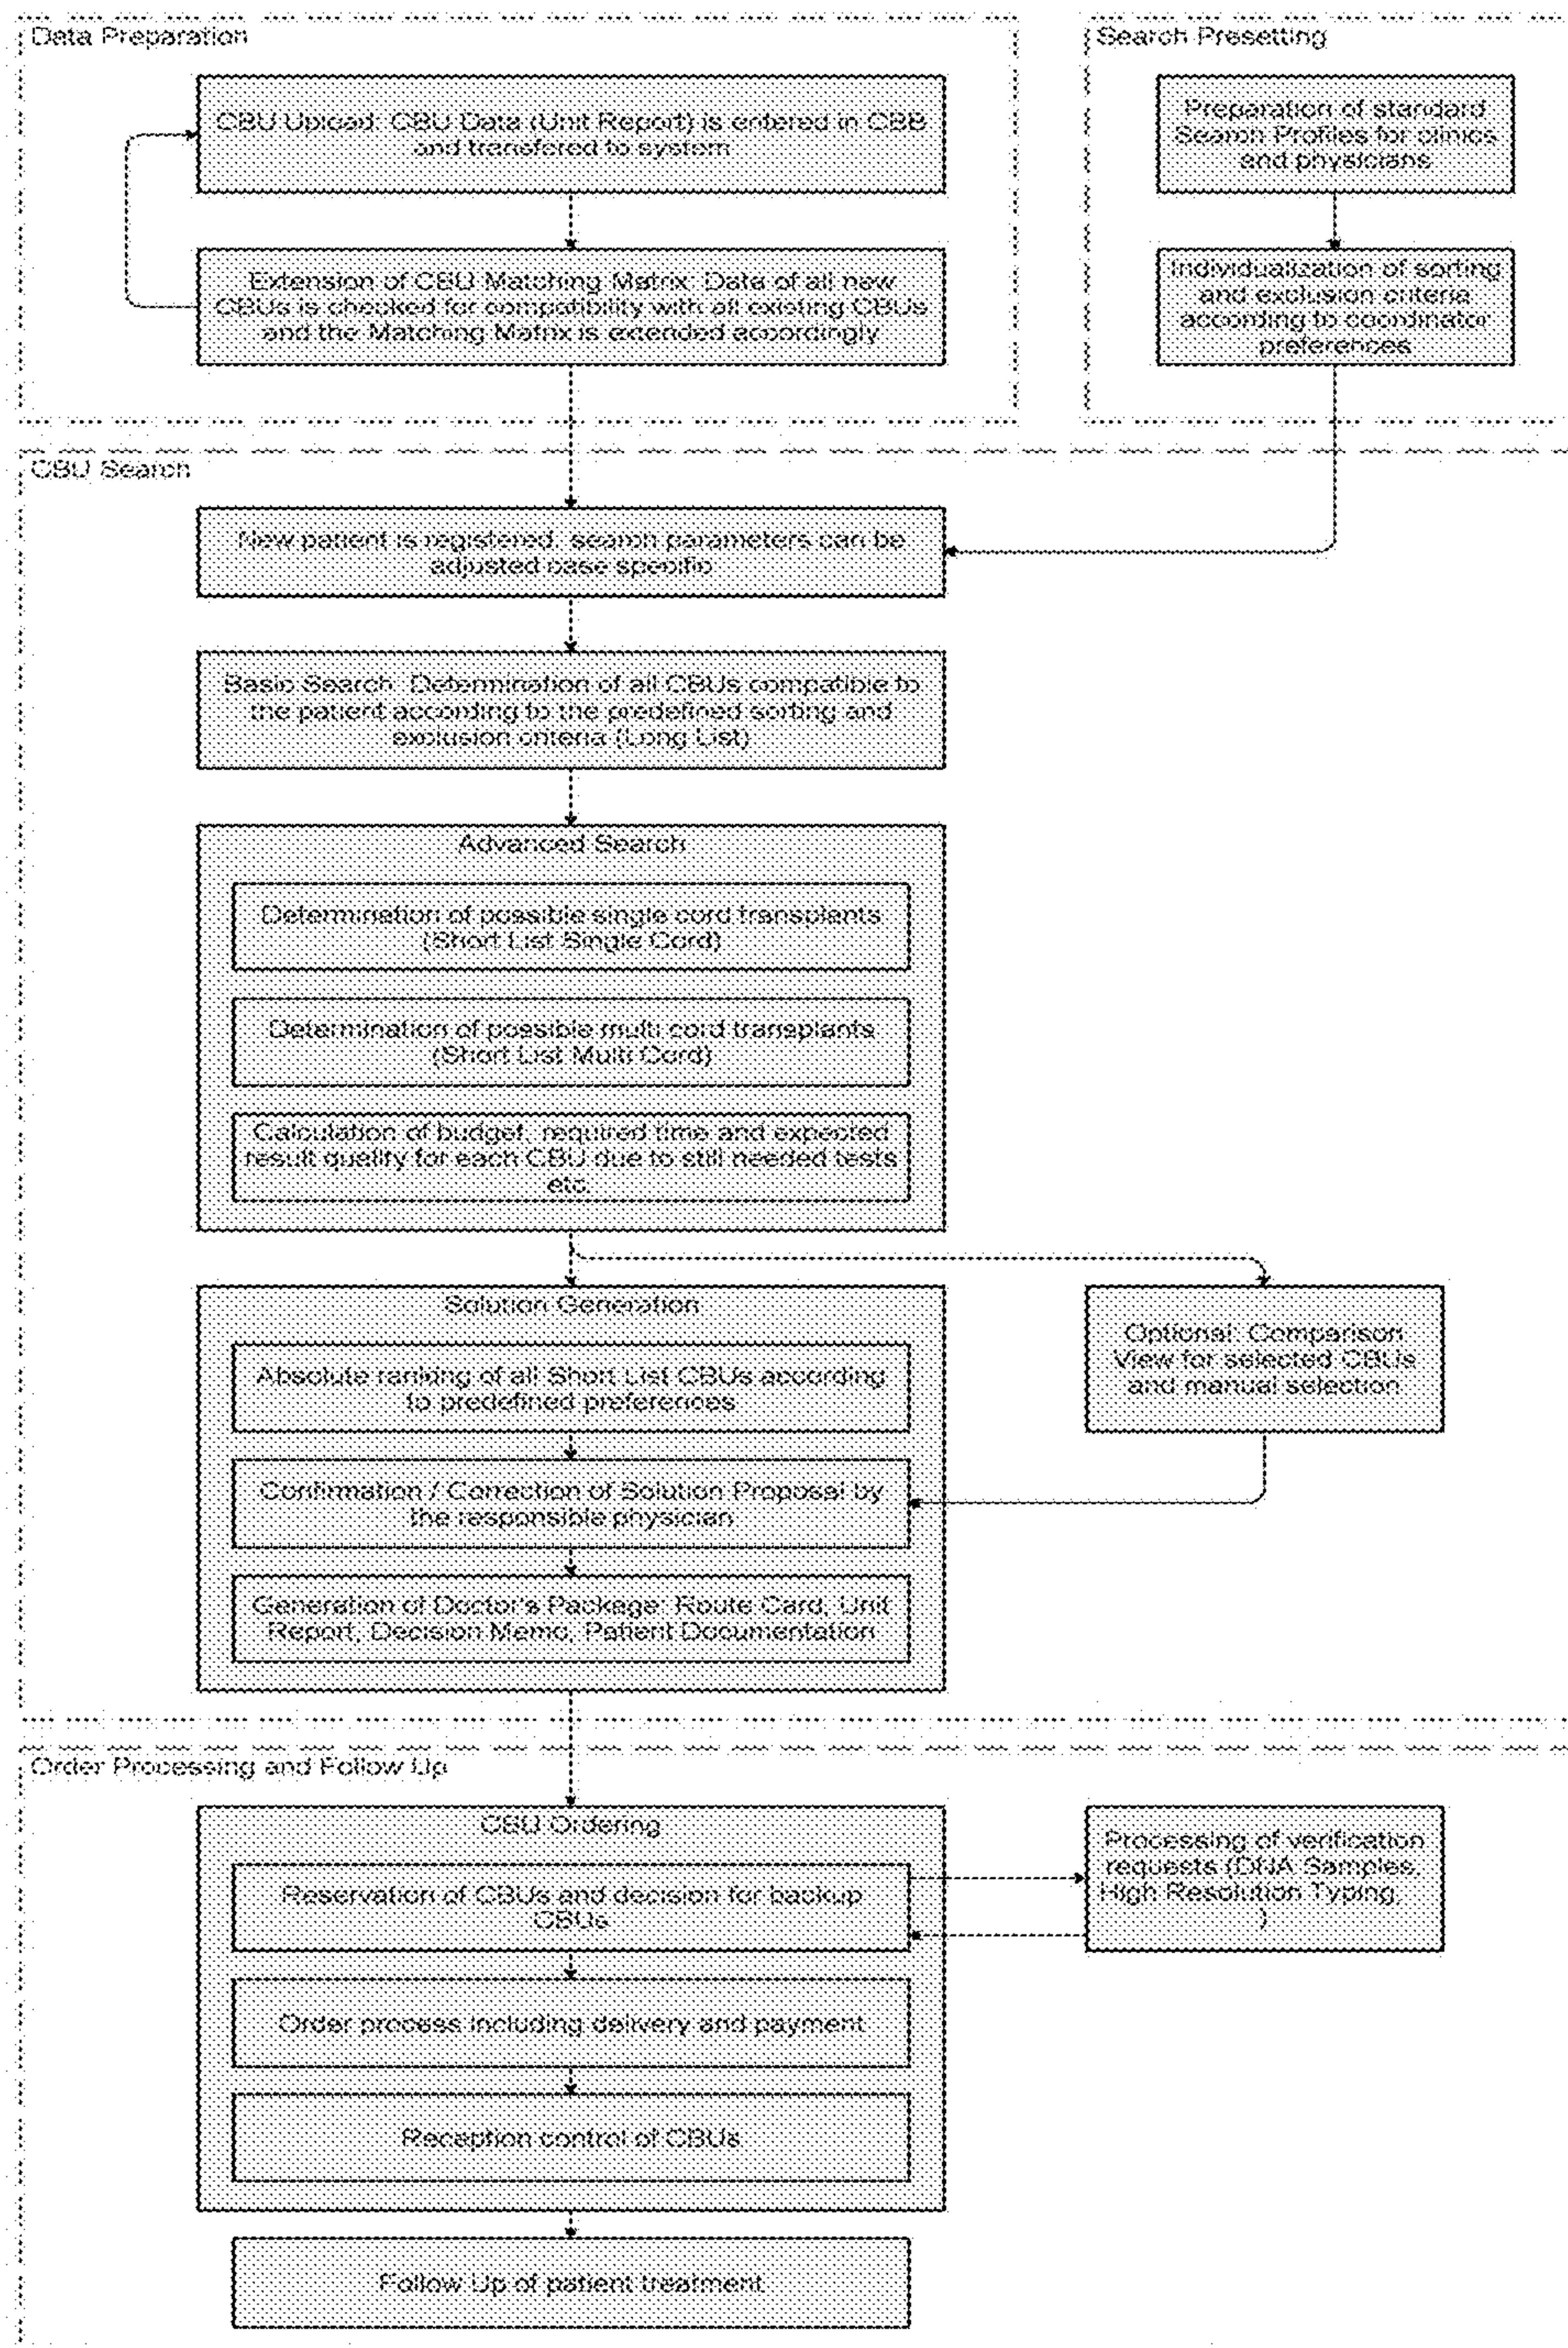 Data Preparation
CBU Upload: CBU Data (Unit Report) is entered in CBB
and transfered to system
Extension of CBU Matching Matrix: Data of all new
CBUs is checked for compatibility with all existing CBUs
and the Matching Matrix is extended accordingly
Search Presetting
Preparation of standard
Search Profiles for clinics
and physicians
Individualization of sorting
and exclusion criteria
according to coordinator
preferences
CBU Search
New patient is registered, search parameters can be
adjusted case specific
Basic Search: Determination of all CBUs compatible to
the patient according to the predefined sorting and
exclusion criteria (Long List)
Advanced Search
Determination of possible single cord transplants
(Short List Single Cord)
Determination of possible multi cord transplants
(Short List Multi Cord)
Calculation of budget, required time and expected
result quality for each CBU due to still needed tests
etc.
Solution Generation
Absolute ranking of all Short List CBUs according
to predefined preferences
Confirmation / Correction of Solution Proposal by
the responsible physician
Generation of Doctor's Package: Route Card, Unit
Report, Decision Memo, Patient Documentation
Optional: Comparison
View for selected CBUs
and manual selection
Order Processing and Follow Up
CBU Ordering
Reservation of CBUs and decision for backup
CBUs
Order process including delivery and payment
Reception control of CBUs
Processing of verification
requests (DNA Samples,
High Resolution Typing,
)
Follow Up of patient treatment